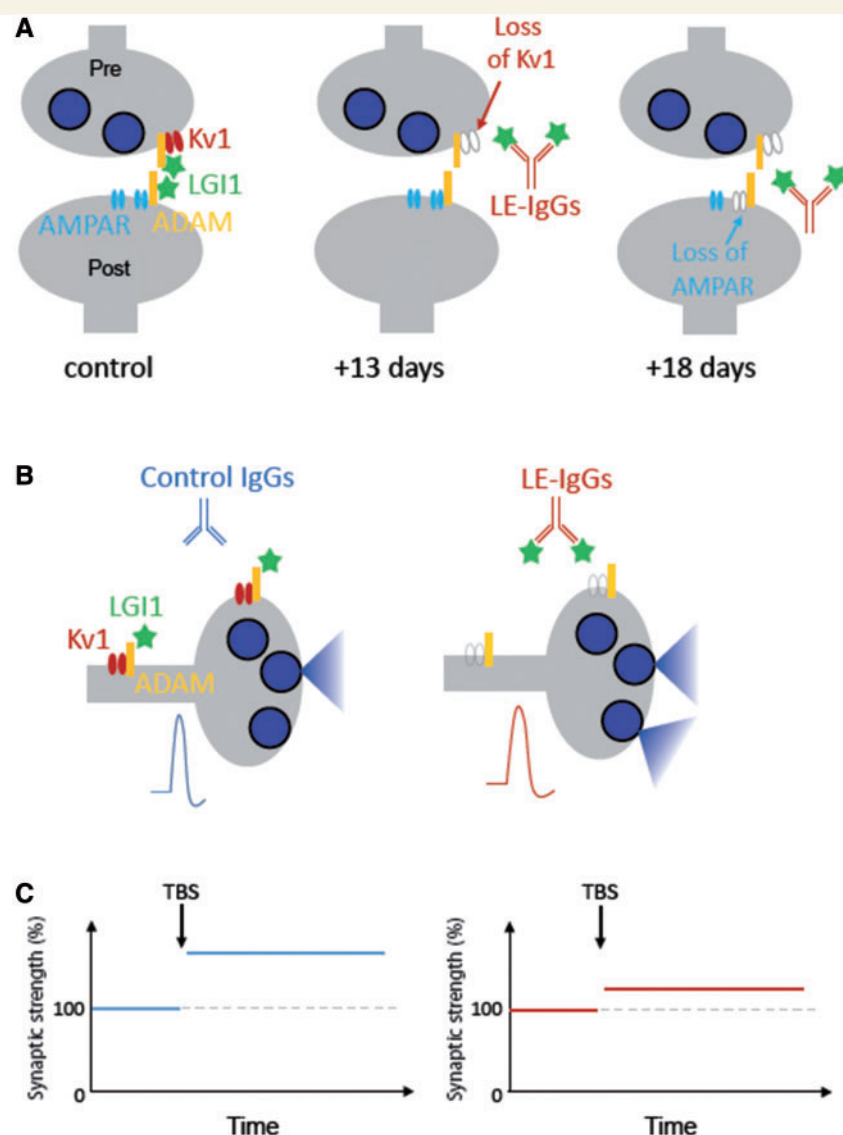 A
Pre
Kv1
LGI1
AMPAR
ADAM
Post
control
Loss
of Kv1
LE-IgGs
+13 days
Loss of
AMPAR
+18 days
B
Control IgGs
LGI1
Kv1
ADAM
LE-IgGs
C
TBS
Synaptic strength (%)
100
0
Time
TBS
Synaptic strength (%)
100
0
Time